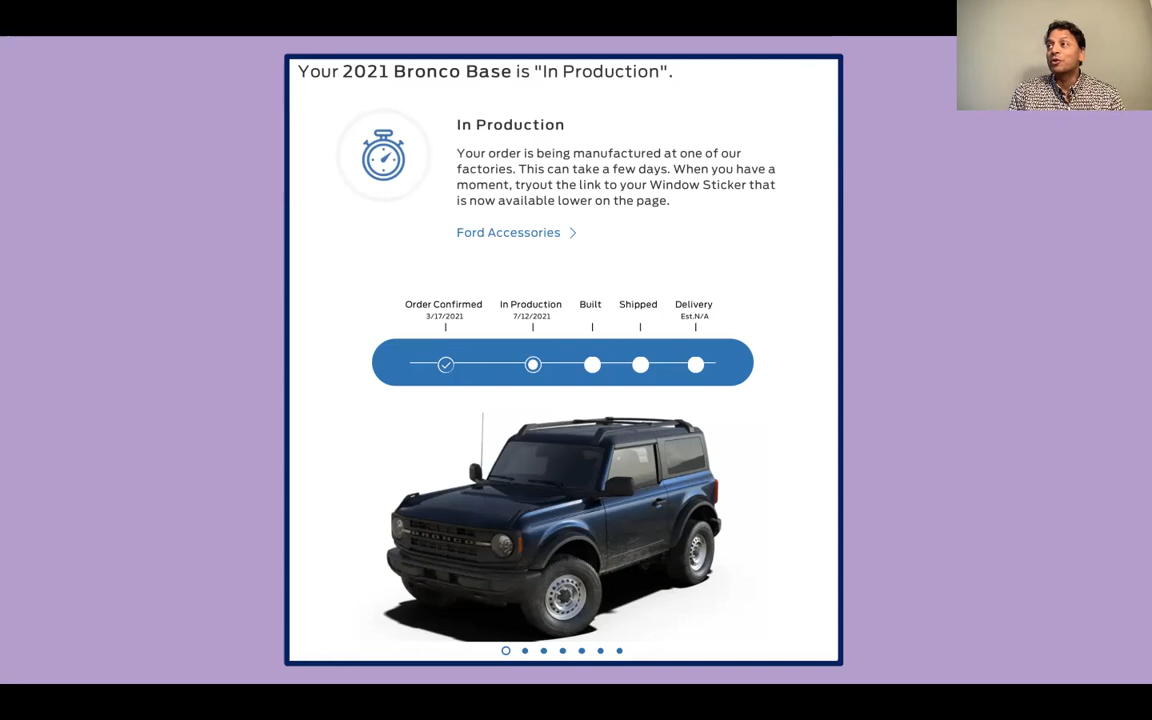 Your 2021 Bronco Base is "In Production".
In Production
Your order is being manufactured at one of our
factories. This can take a few days. When you have a
moment, tryout the link to your Window Sticker that
is now available lower on the page.
Ford Accessories
Order Confirmed In Production Built Shipped Delivery
3/17/2021 7/12/2021 Est.N/A
BRONCO